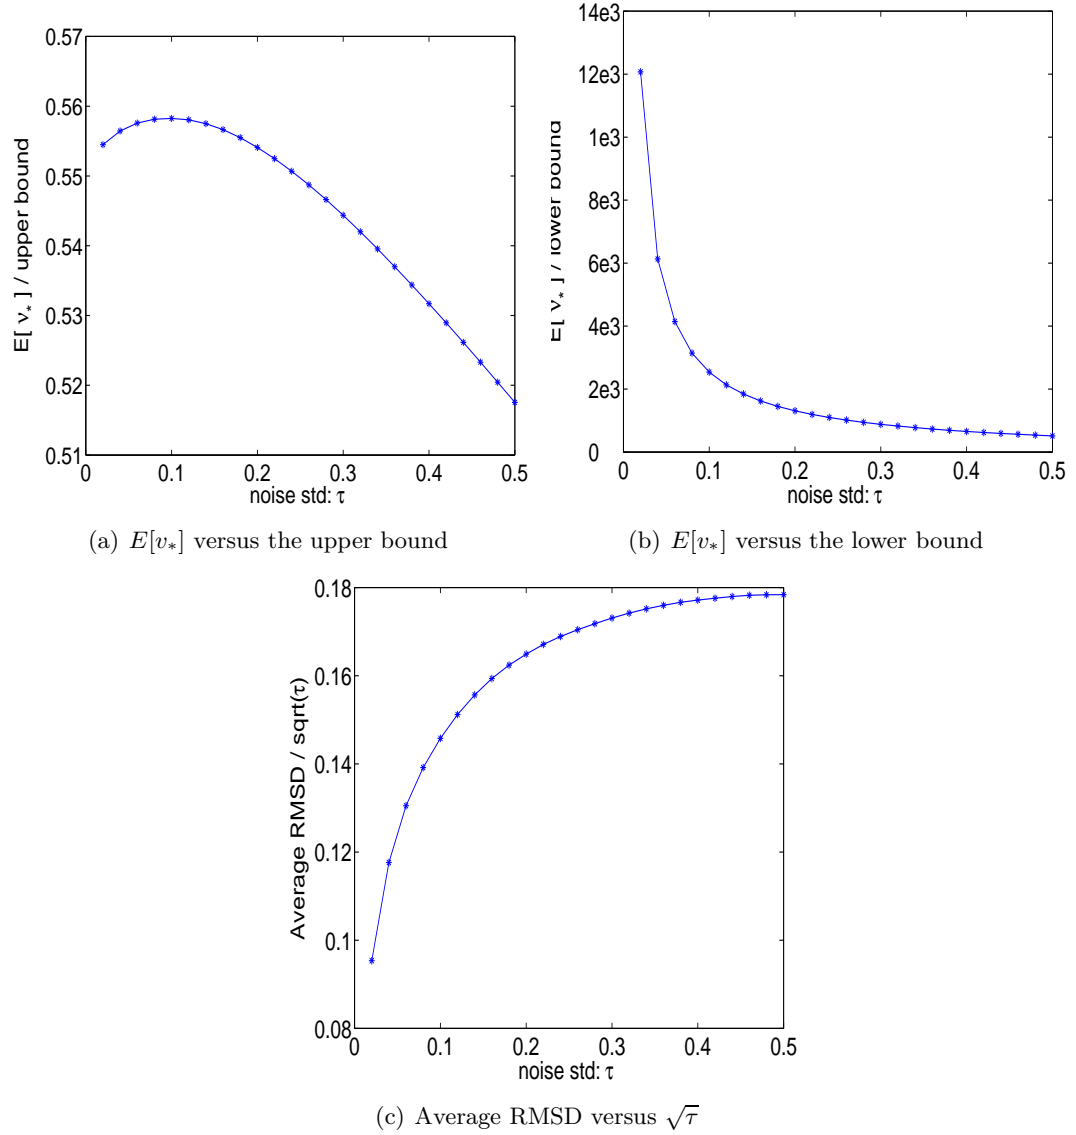 0.57
0.56
0.55
0.54
0.53
0.52
0.51
0 0.1 0.2 0.3 0.4 0.5
E[ ν* ] / upper bound
noise std: τ
(a) E[v*] versus the upper bound
14e3
12e3
1e3
8e3
6e3
4e3
2e3
0
0 0.1 0.2 0.3 0.4 0.5
E[ ν* ] / lower bound
noise std: τ
(b) E[v*] versus the lower bound
0.18
0.16
0.14
0.12
0.1
0.08
0 0.1 0.2 0.3 0.4 0.5
Average RMSD / sqrt(τ)
noise std: τ
(c) Average RMSD versus √τ